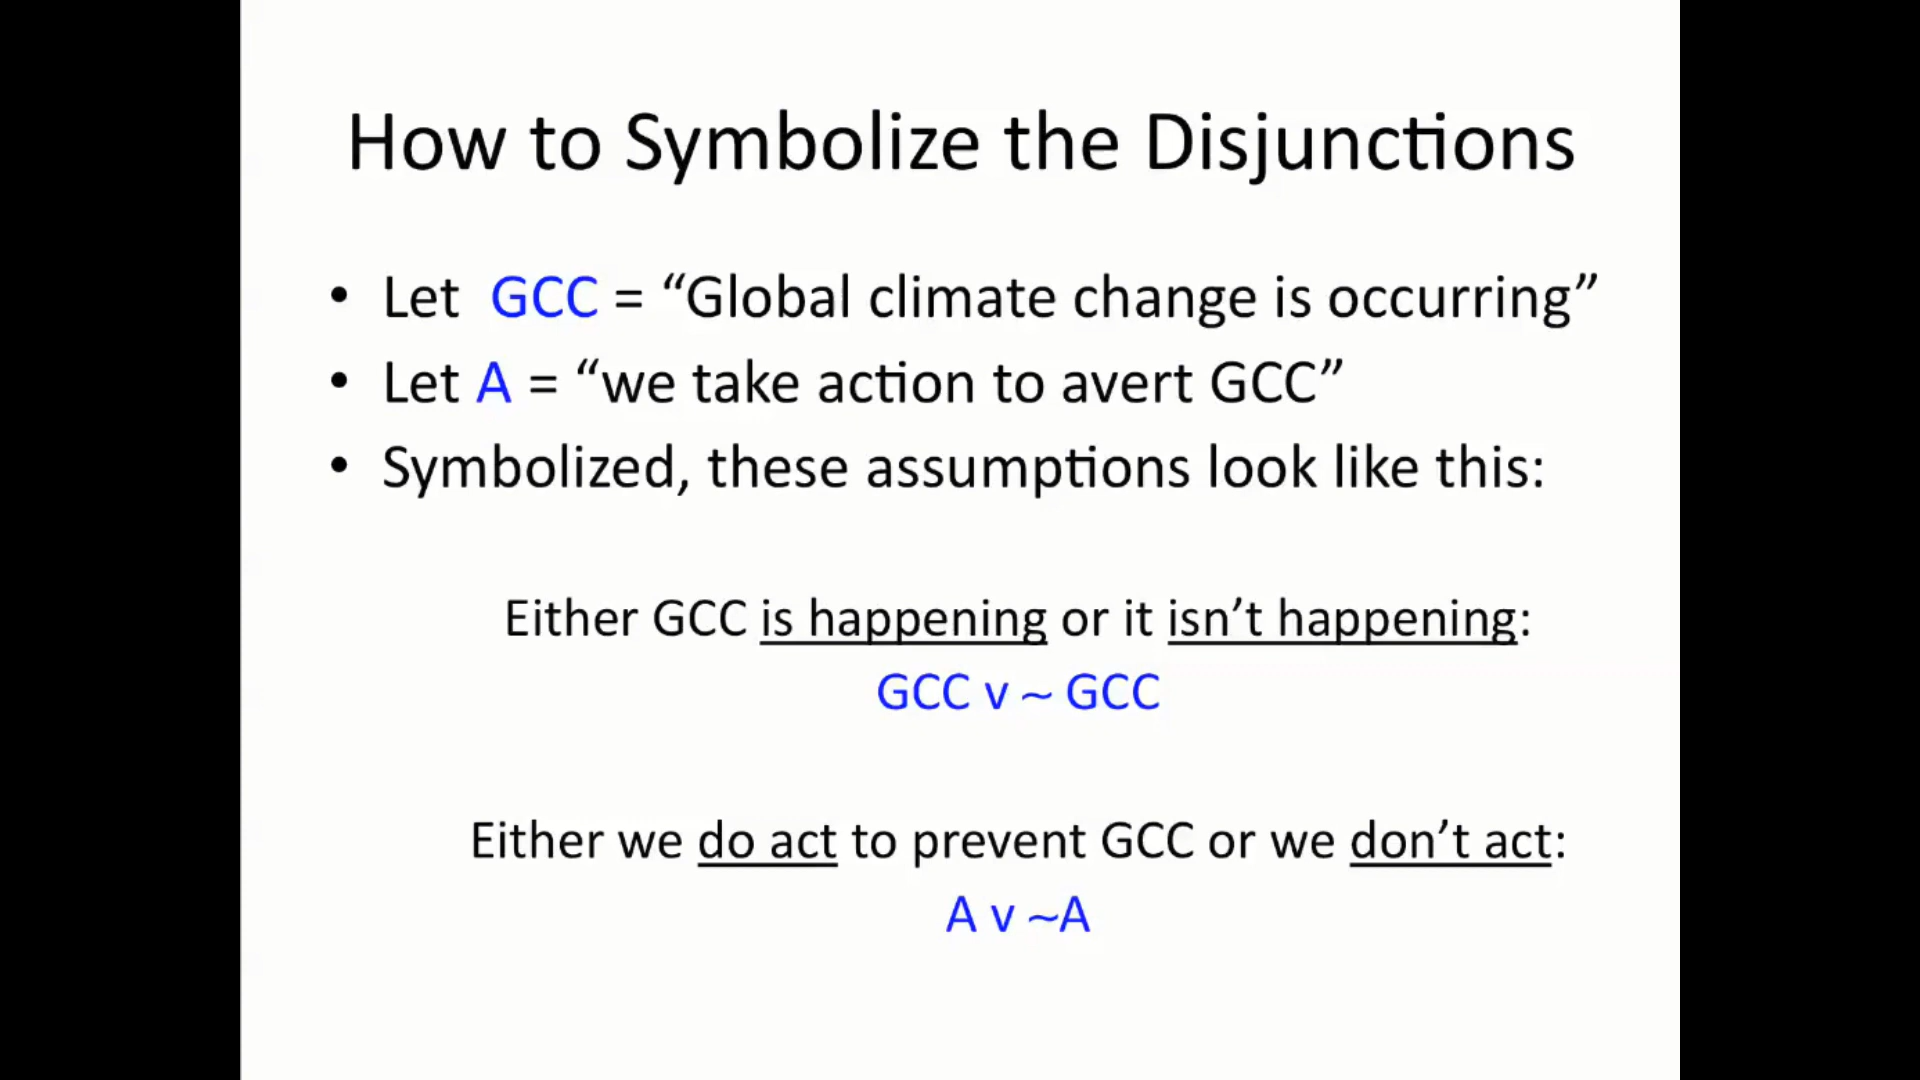 How to Symbolize the Disjunctions
• Let GCC = “Global climate change is occurring”
• Let A = “we take action to avert GCC”
• Symbolized, these assumptions look like this:
Either GCC is happening or it isn’t happening:
GCC v ~ GCC
Either we do act to prevent GCC or we don’t act:
A v ~A